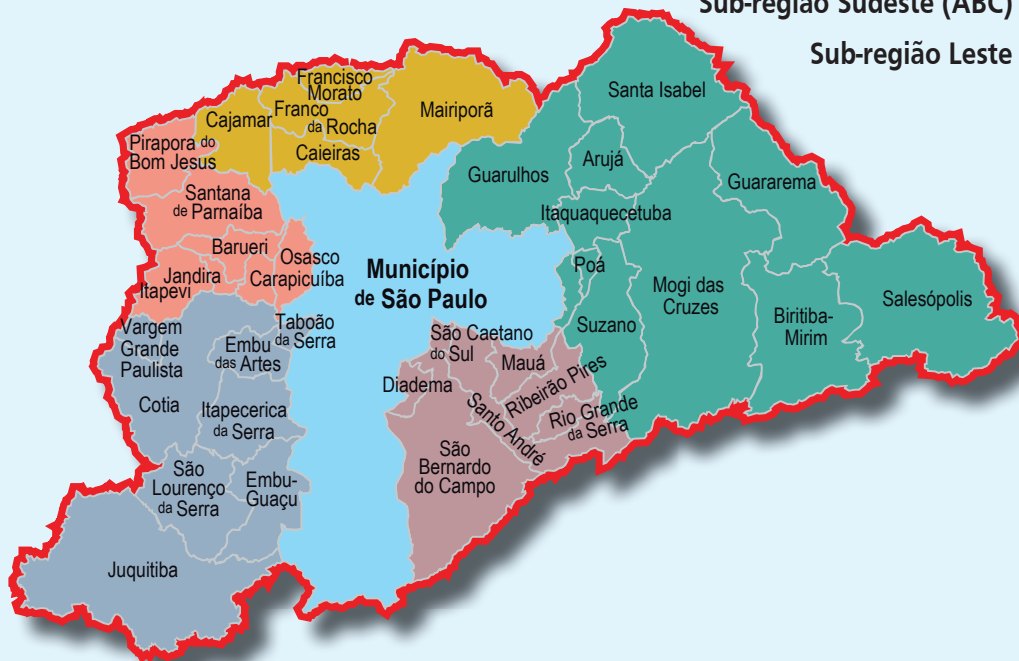 Sub-região Sudeste (ABC)
Sub-região Leste
Francisco
Morato
Franco
da Rocha
Cajamar
Caieiras
Mairiporã
Santa Isabel
Pirapora do
Bom Jesus
Santana
de Parnaíba
Guarulhos
Arujá
Guararema
Itaquaquecetuba
Barueri
Osasco
Jandira
Carapicuíba
Itapevi
Município
de São Paulo
Poá
Mogi das
Cruzes
Salesópolis
Biritiba-
Mirim
Suzano
Vargem
Grande
Paulista
Taboão
da Serra
Embu
das Artes
São Caetano
do Sul
Mauá
Ribeirão Pires
Diadema
Cotia
Itapecerica
da Serra
Santo André
Rio Grande
da Serra
São
Bernardo
do Campo
São
Lourenço
da Serra
Embu-
Guaçu
Juquitiba